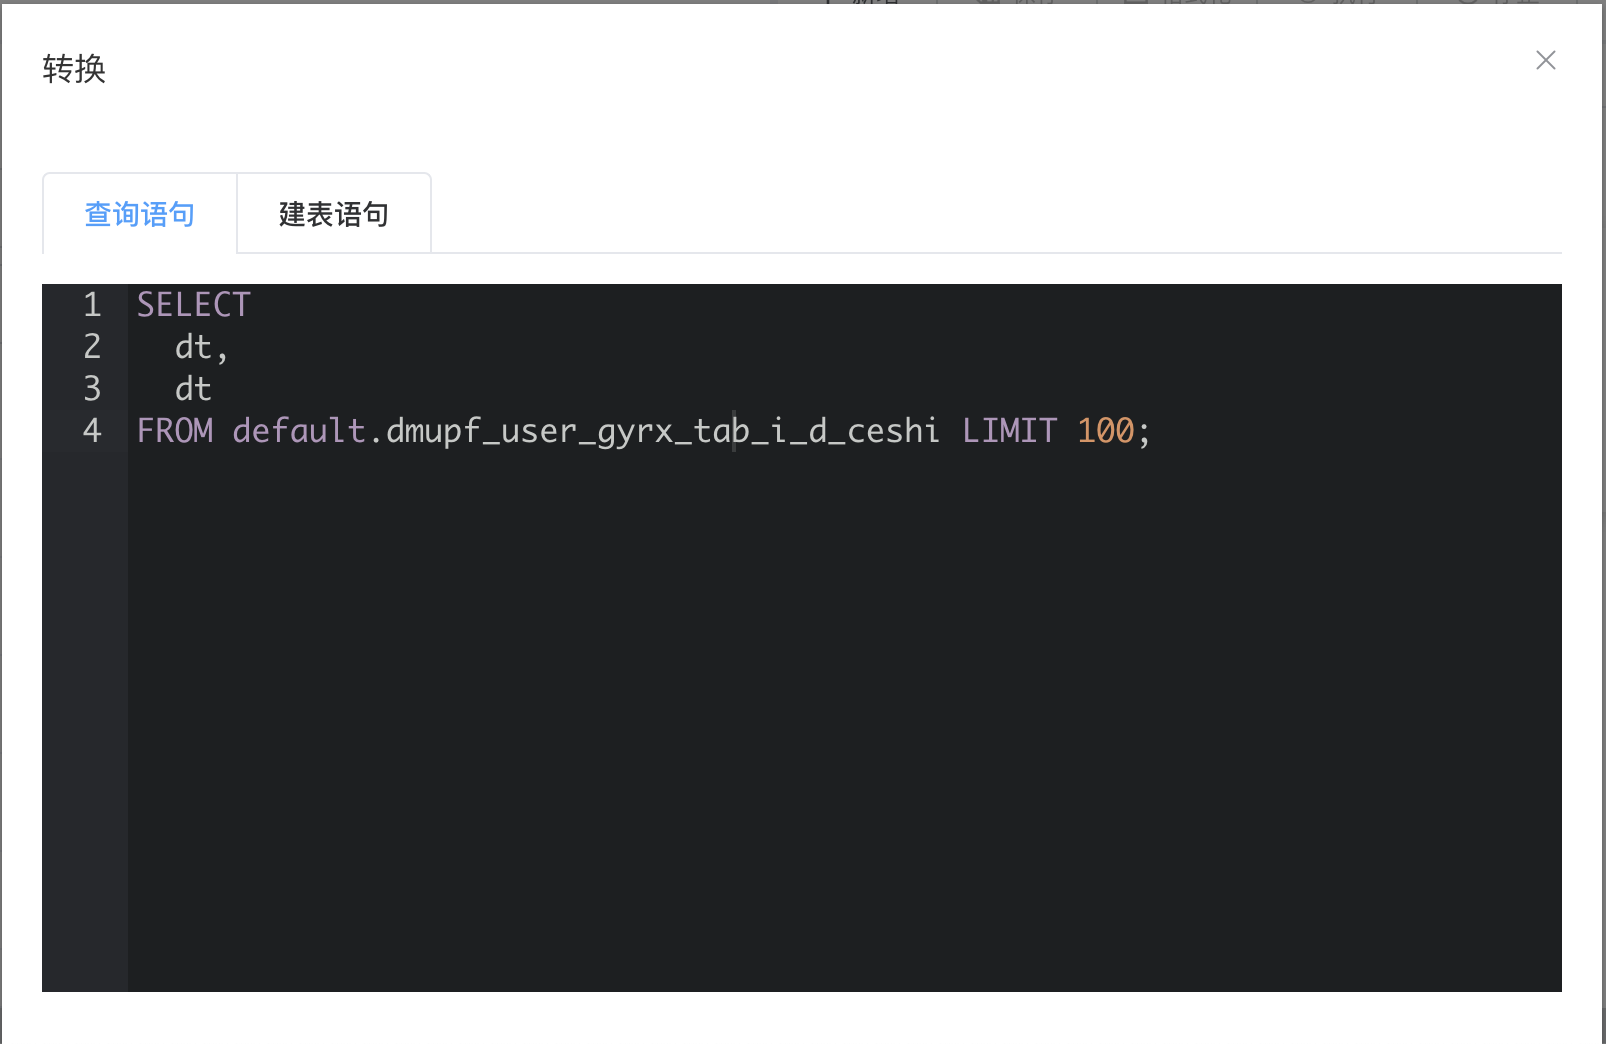 转换
查询语句
建表语句
1 SELECT
2 dt,
3 dt
4 FROM default.dmupf_user_gyrx_tab_i_d_ceshi LIMIT 100;